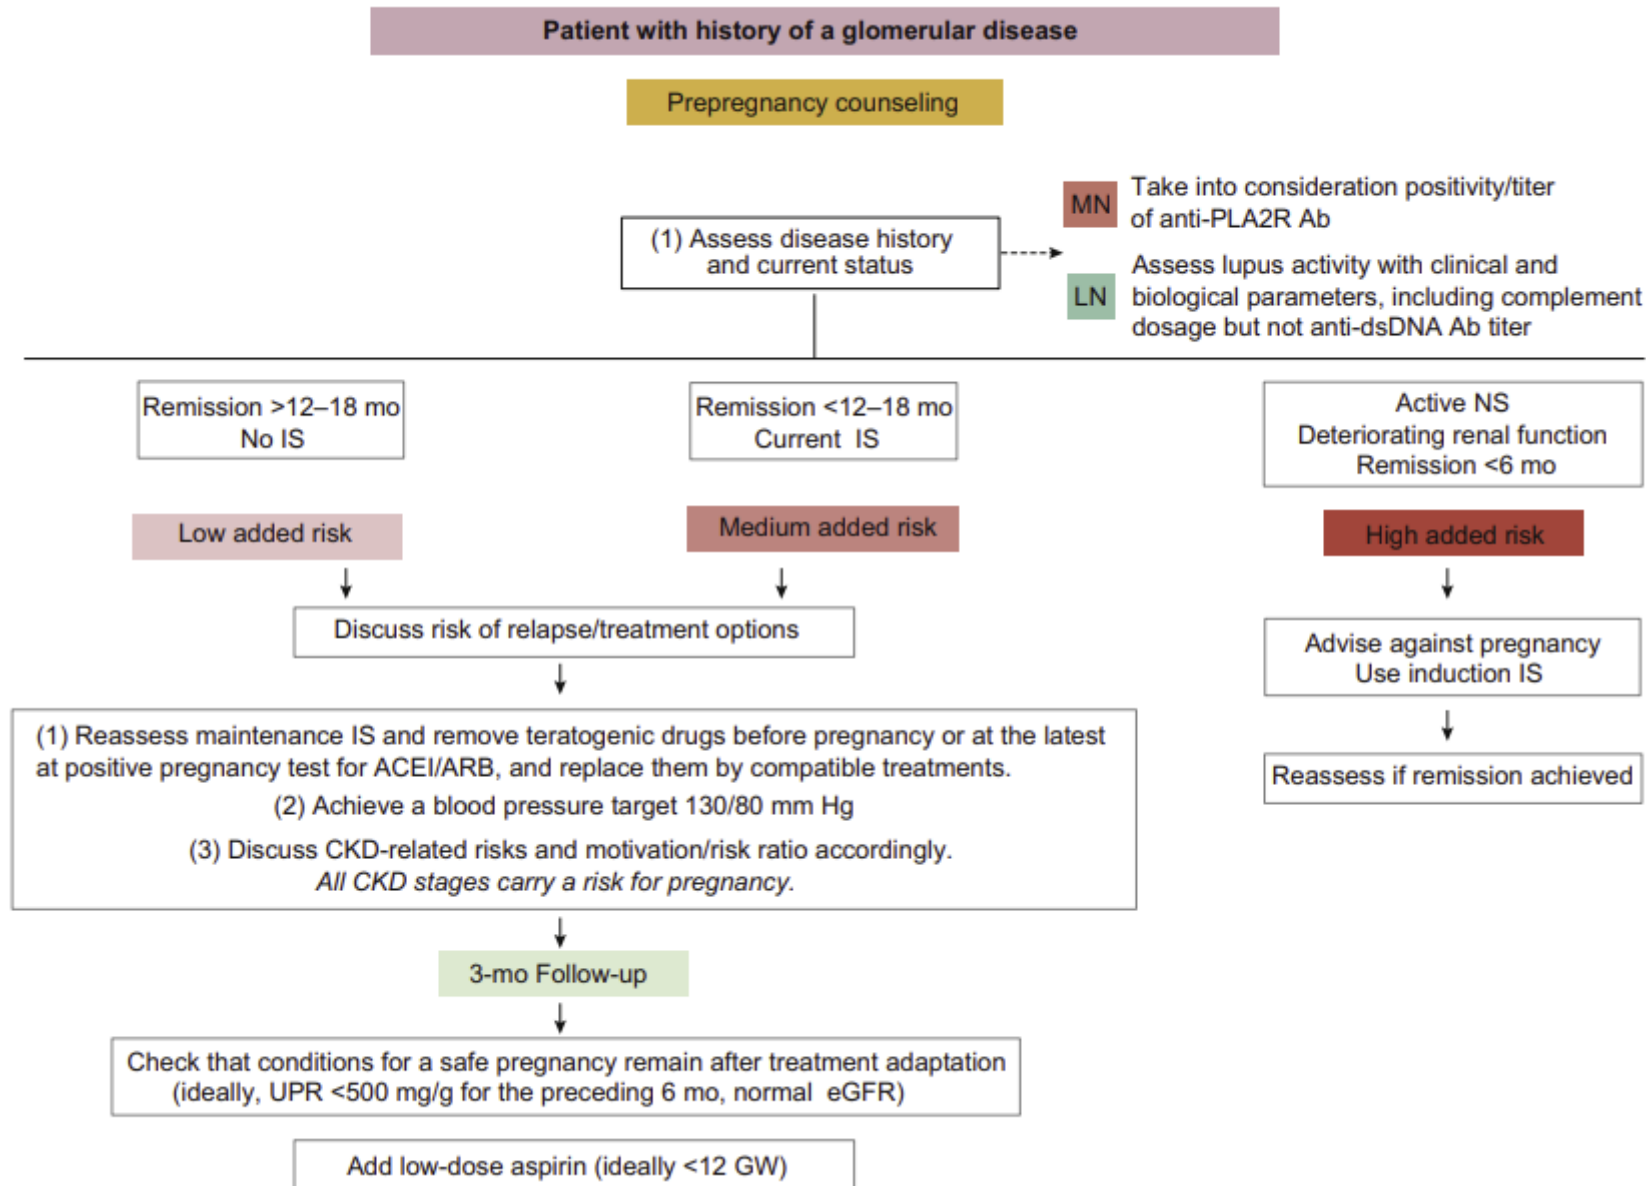 Patient with history of a glomerular disease
Prepregnancy counseling
(1) Assess disease history
and current status
MN
Take into consideration positivity/titer
of anti-PLA2R Ab
LN
Assess lupus activity with clinical and
biological parameters, including complement
dosage but not anti-dsDNA Ab titer
Remission >12–18 mo
No IS
Remission <12–18 mo
Current IS
Active NS
Deteriorating renal function
Remission <6 mo
Low added risk
Medium added risk
High added risk
Discuss risk of relapse/treatment options
Advise against pregnancy
Use induction IS
(1) Reassess maintenance IS and remove teratogenic drugs before pregnancy or at the latest
at positive pregnancy test for ACEI/ARB, and replace them by compatible treatments.
(2) Achieve a blood pressure target 130/80 mm Hg
(3) Discuss CKD-related risks and motivation/risk ratio accordingly.
All CKD stages carry a risk for pregnancy.
Reassess if remission achieved
3-mo Follow-up
Check that conditions for a safe pregnancy remain after treatment adaptation
(ideally, UPR <500 mg/g for the preceding 6 mo, normal eGFR)
Add low-dose aspirin (ideally <12 GW)